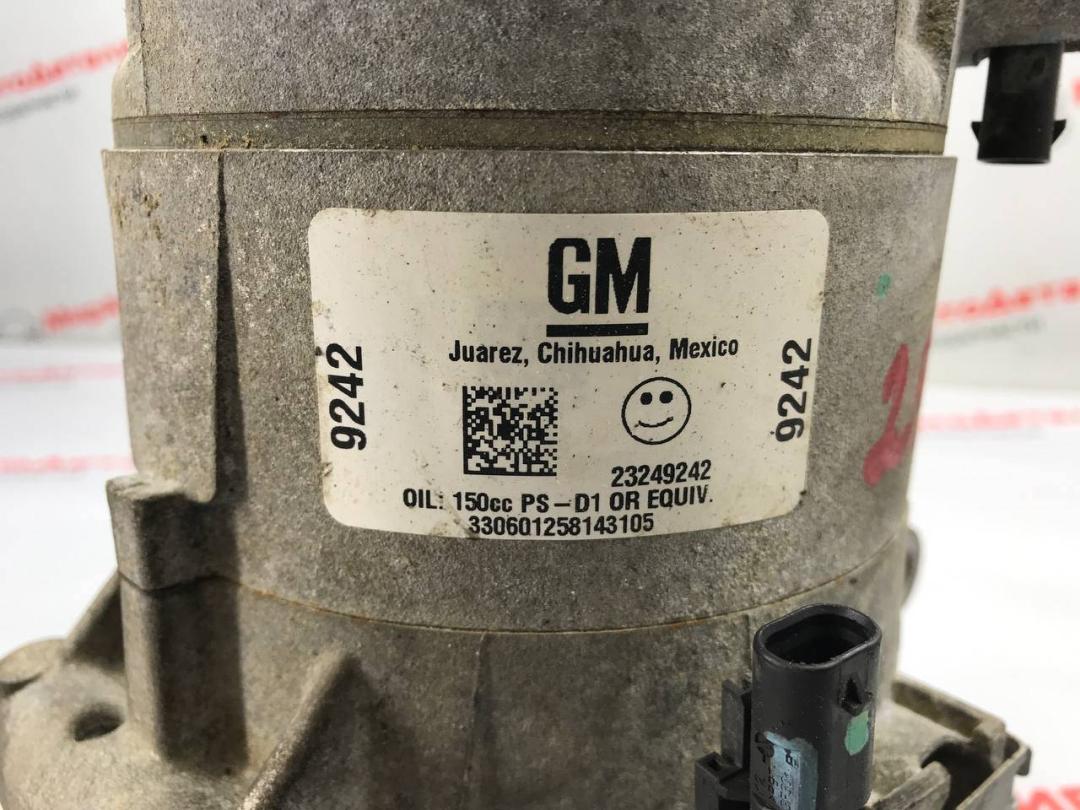 GM
Juarez, Chihuahua, Mexico
9242
9242
23249242
OIL: 150cc PS-D1 OR EQUIV.
330601258143105